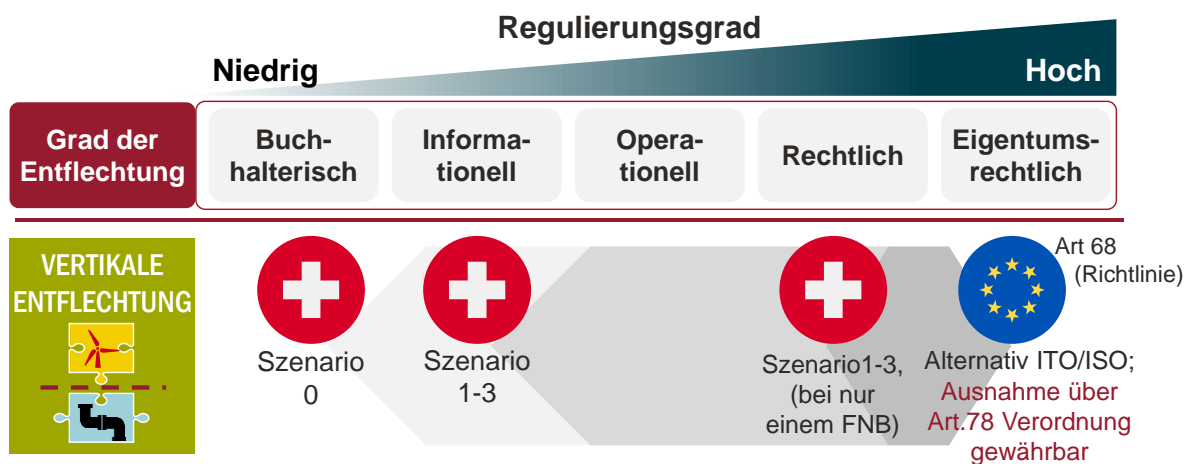 Regulierungsgrad
Niedrig
Hoch
Grad der
Entflechtung
Buch-
halterisch
Informa-
tionell
Opera-
tionell
Rechtlich
Eigentums-
rechtlich
VERTIKALE
ENTFLECHTUNG
Szenario
0
Szenario
1-3
Szenario1-3,
(bei nur
einem FNB)
Art 68
(Richtlinie)
Alternativ ITO/ISO;
Ausnahme über
Art.78 Verordnung
gewährbar